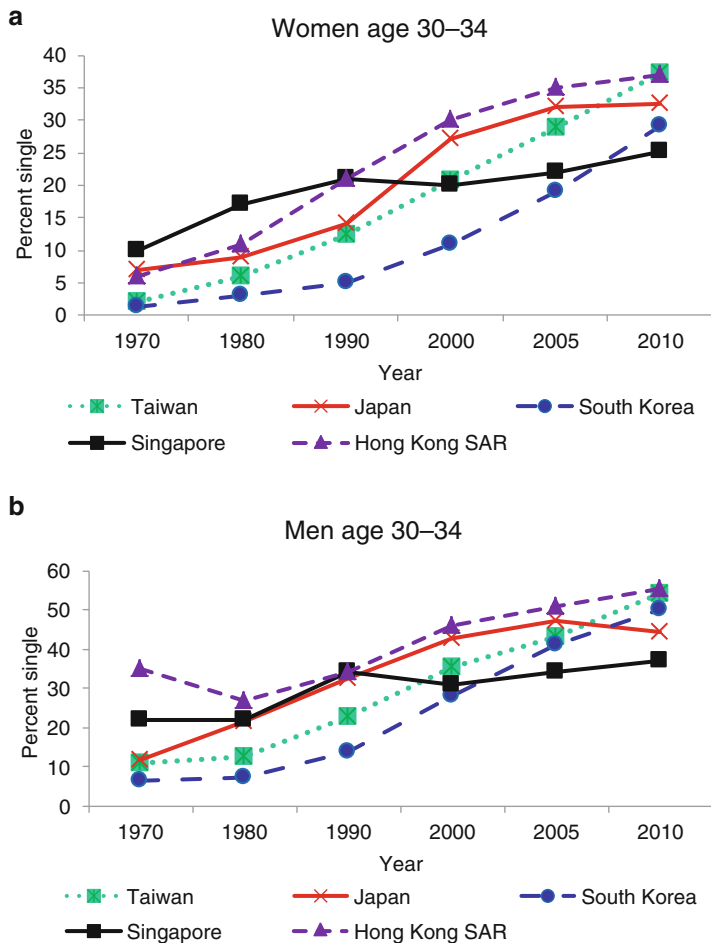 a
Women age 30–34
40
35
30
25
20
15
10
5
0
Percent single
1970 1980 1990 2000 2005 2010
Year
Taiwan Japan South Korea
Singapore Hong Kong SAR
b
Men age 30–34
60
50
40
30
20
10
0
Percent single
1970 1980 1990 2000 2005 2010
Year
Taiwan Japan South Korea
Singapore Hong Kong SAR